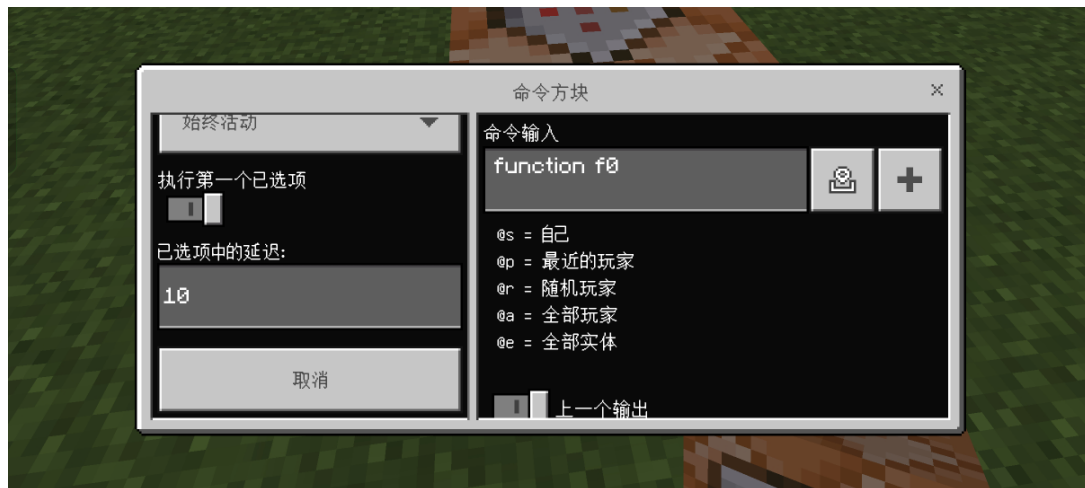 命令方块
始终活动
执行第一个已选项
已选项中的延迟:
10
取消
命令输入
function f0
@s = 自己
@p = 最近的玩家
@r = 随机玩家
@a = 全部玩家
@e = 全部实体
上一个输出